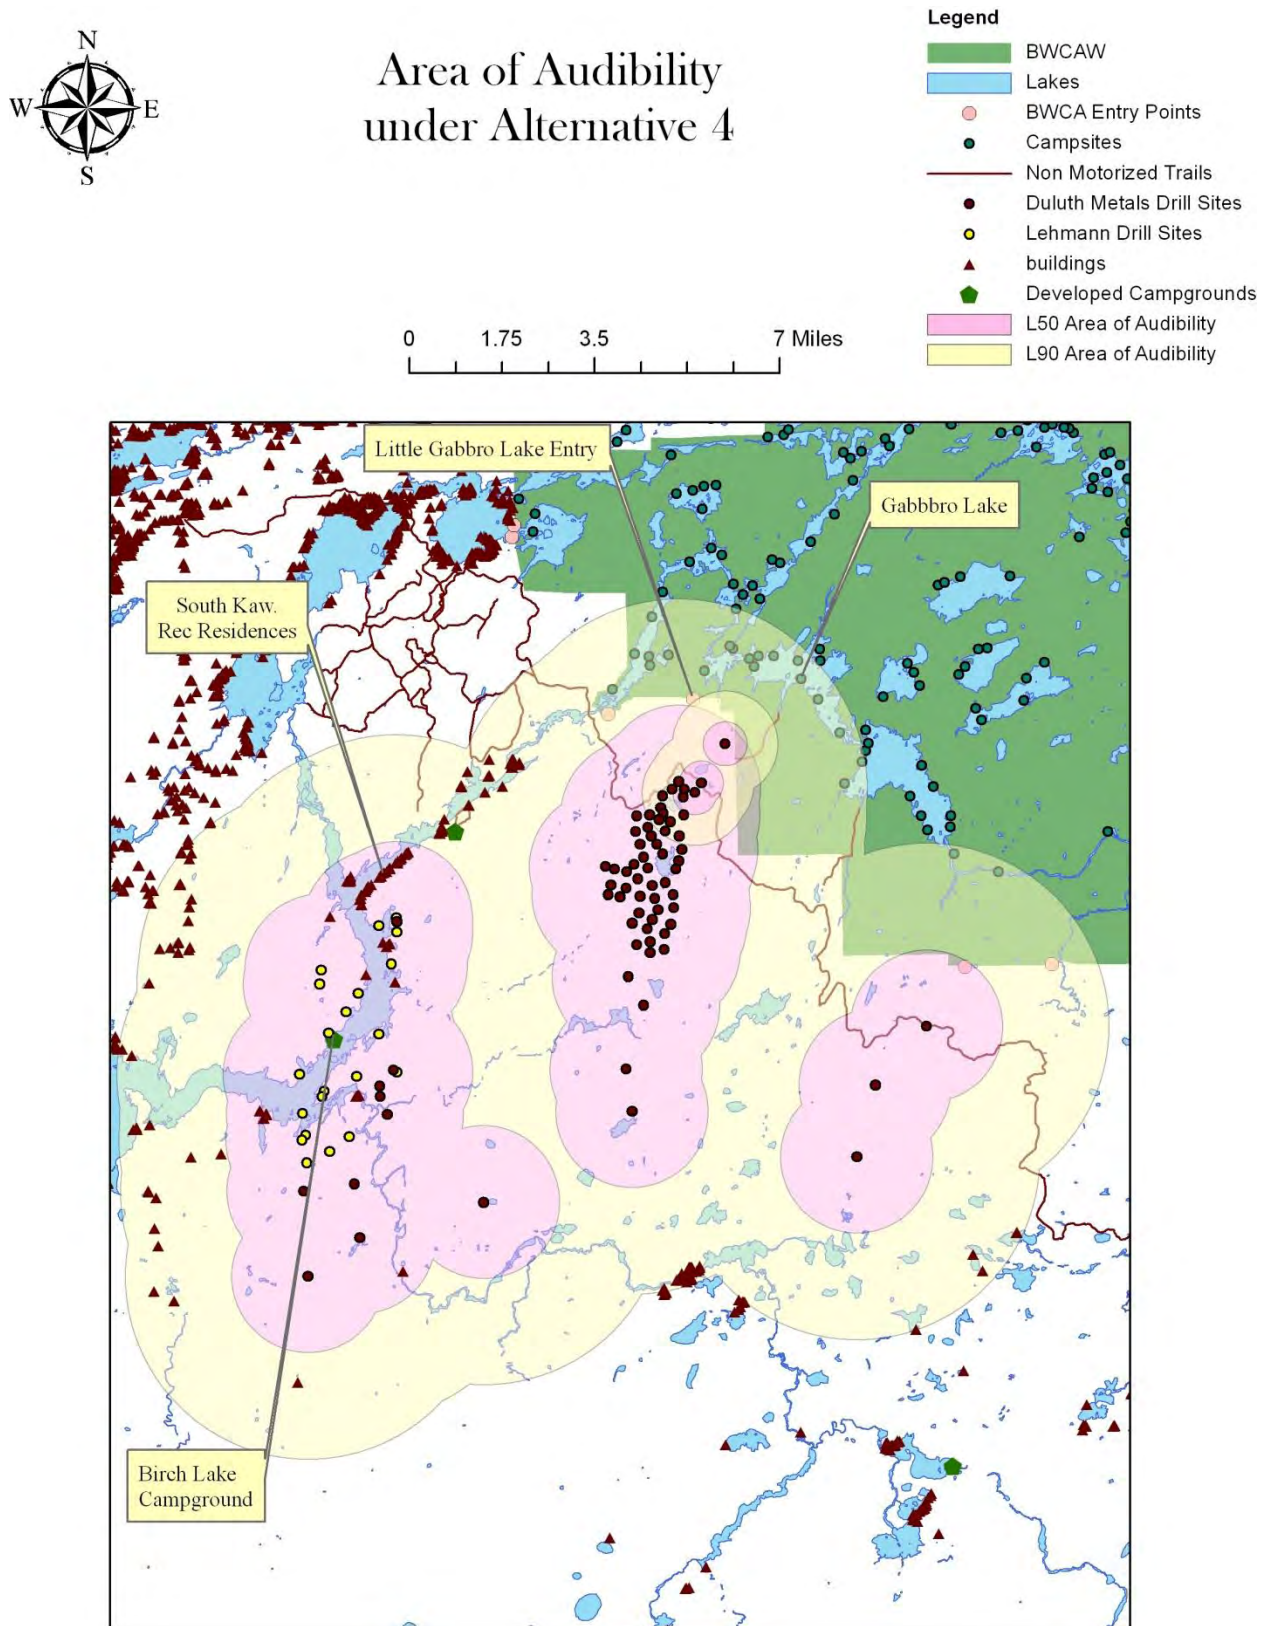 N
W E
S
Area of Audibility
under Alternative 4
Legend
BWCAW
Lakes
BWCA Entry Points
Campsites
Non Motorized Trails
Duluth Metals Drill Sites
Lehmann Drill Sites
buildings
Developed Campgrounds
L50 Area of Audibility
L90 Area of Audibility
0 1.75 3.5 7 Miles
Little Gabbro Lake Entry
Gabbbro Lake
South Kaw.
Rec Residences
Birch Lake
Campground